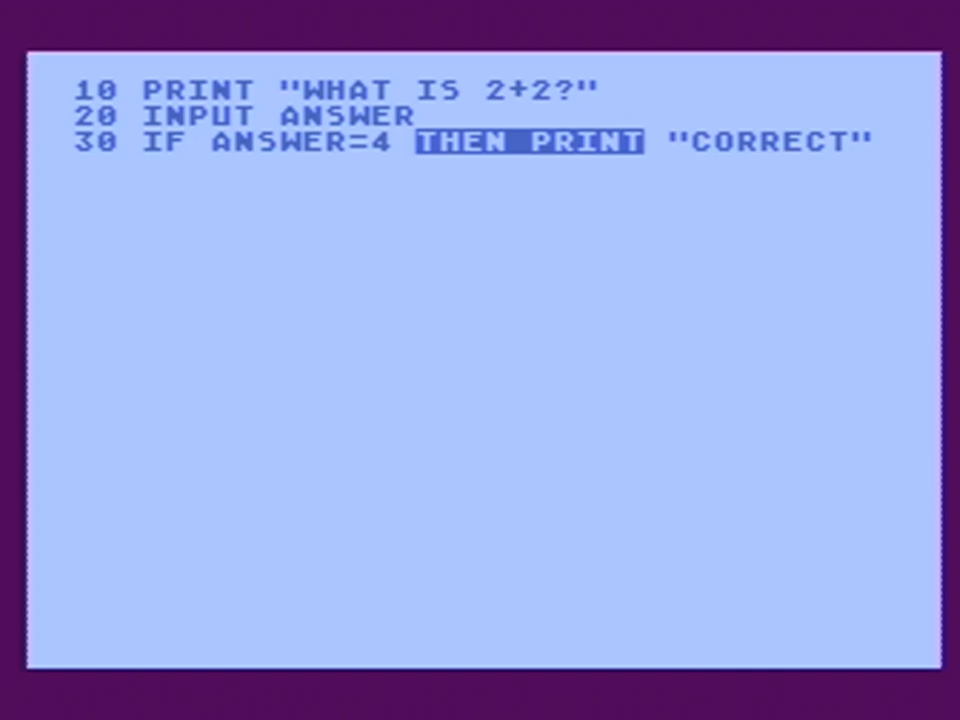 10 PRINT "WHAT IS 2+2?"
20 INPUT ANSWER
30 IF ANSWER=4 THEN PRINT "CORRECT"